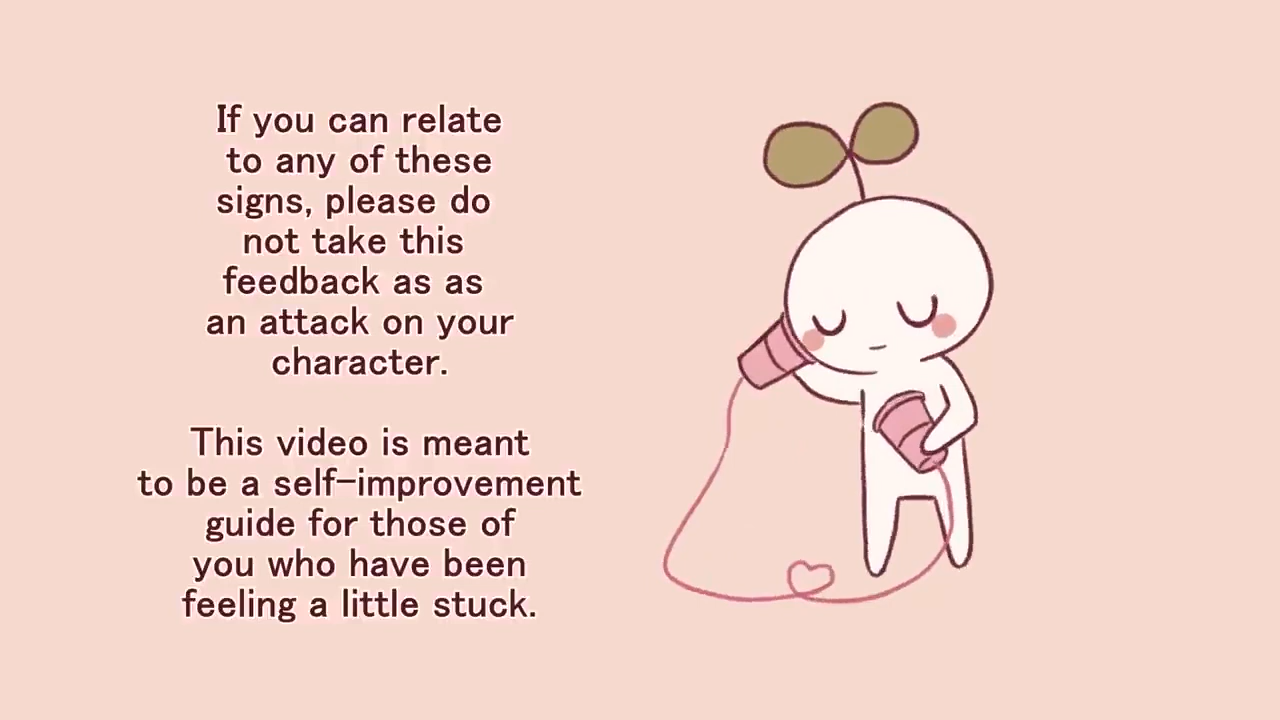 If you can relate
to any of these
signs, please do
not take this
feedback as as
an attack on your
character.
This video is meant
to be a self-improvement
guide for those of
you who have been
feeling a little stuck.